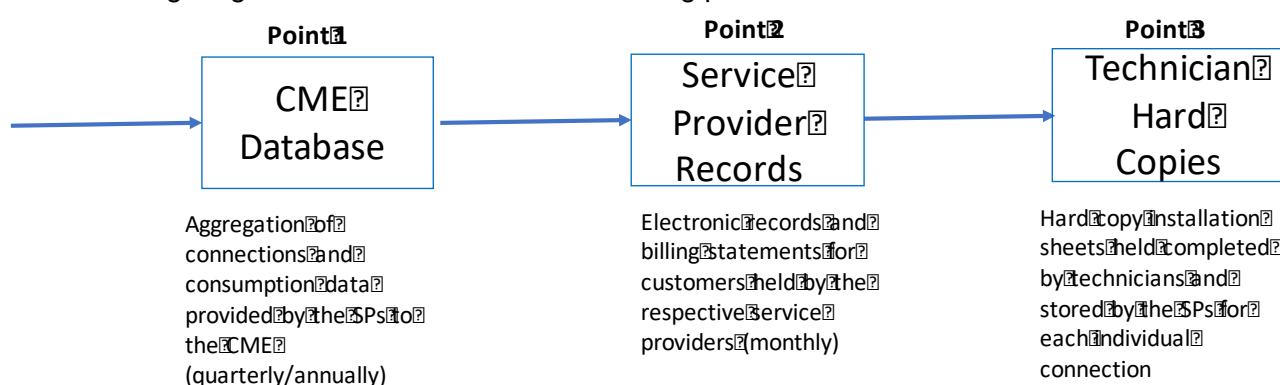 Point 1
CME
Database
Aggregation of
connections and
consumption data
provided by the SPs to
the CME
(quarterly/annually)
Point 2
Service
Provider
Records
Electronic records and
billing statements for
customers held by the
respective service
providers (monthly)
Point 3
Technician
Hard
Copies
Hard copy installation
sheets held completed
by technicians and
stored by the SPs for
each individual
connection